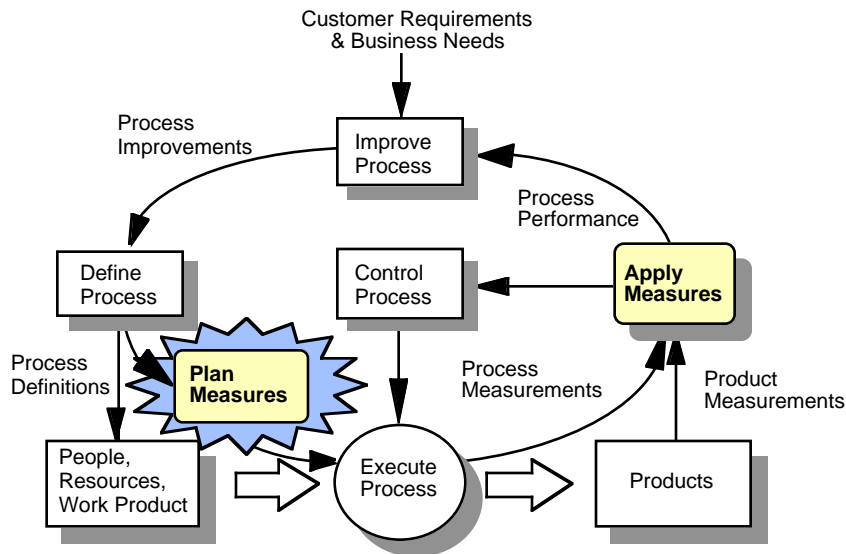 Customer Requirements
& Business Needs
Process
Improvements
Improve
Process
Process
Performance
Define
Process
Control
Process
Apply
Measures
Process
Definitions
Plan
Measures
Process
Measurements
Product
Measurements
People,
Resources,
Work Product
Execute
Process
Products